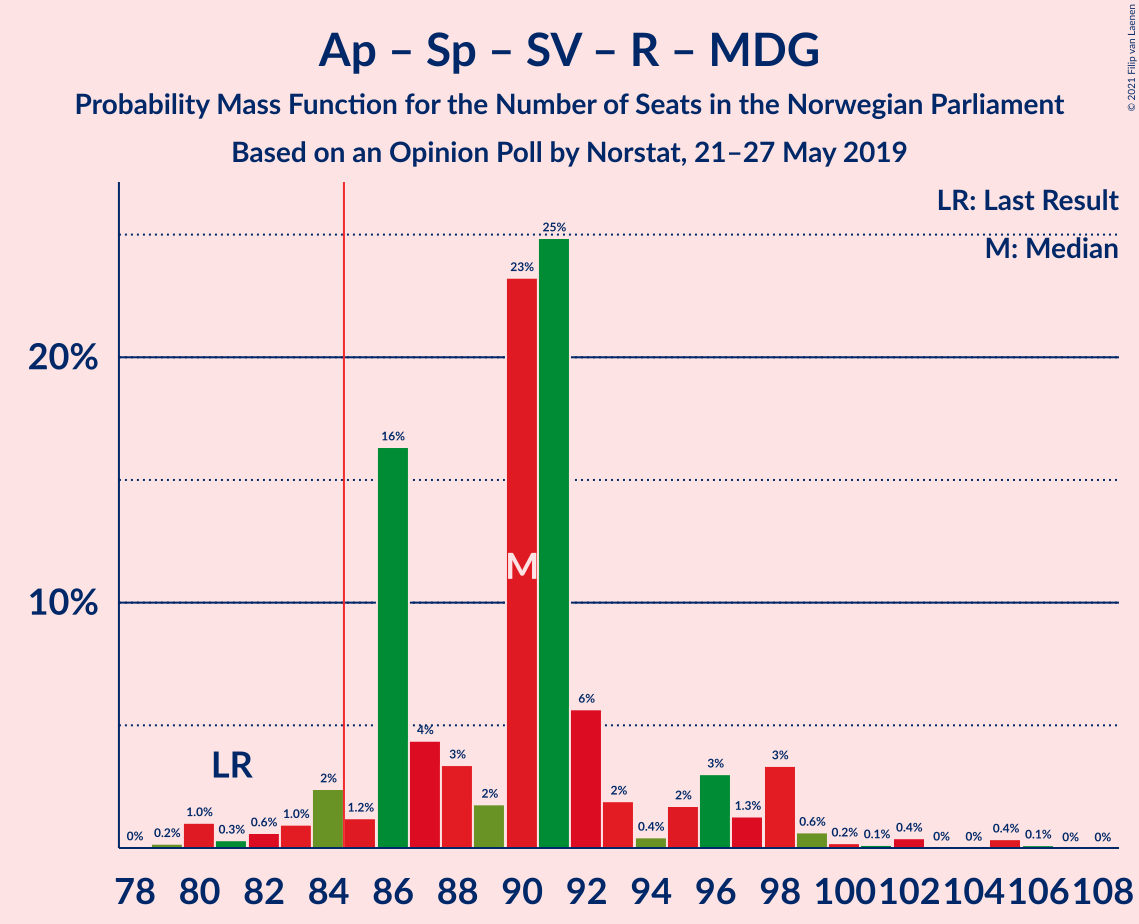 Ap – Sp – SV – R – MDG
Probability Mass Function for the Number of Seats in the Norwegian Parliament
Based on an Opinion Poll by Norstat, 21–27 May 2019
© 2021 Filip van Laenen
LR: Last Result
M: Median
20%
10%
LR
M
0% 0.2% 1.0% 0.3% 0.6% 1.0% 2% 1.2% 16% 4% 3% 2% 23% 25% 6% 2% 0.4% 2% 3% 1.3% 3% 0.6% 0.2% 0.1% 0.4% 0% 0% 0.4% 0.1% 0% 0%
78 80 82 84 86 88 90 92 94 96 98 100 102 104 106 108